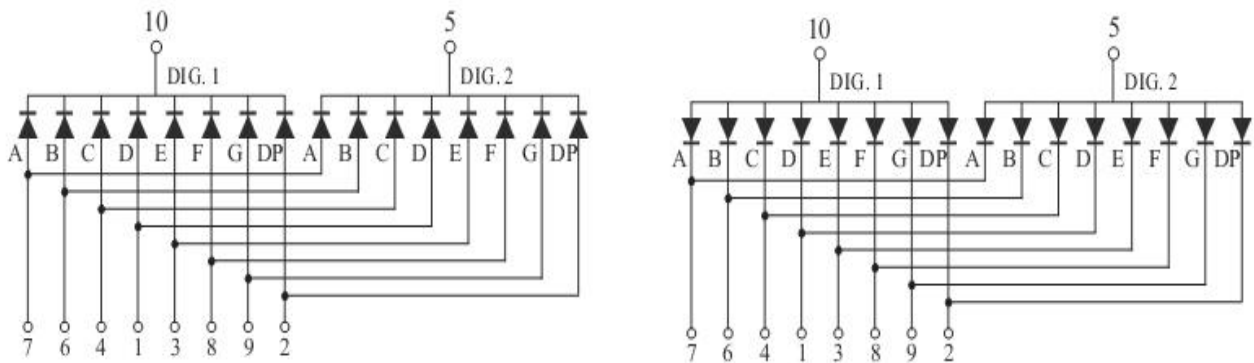 10 5
DIG. 1 DIG. 2
A B C D E F G DP A B C D E F G DP
7 6 4 1 3 8 9 2
10 5
DIG. 1 DIG. 2
A B C D E F G DP A B C D E F G DP
7 6 4 1 3 8 9 2